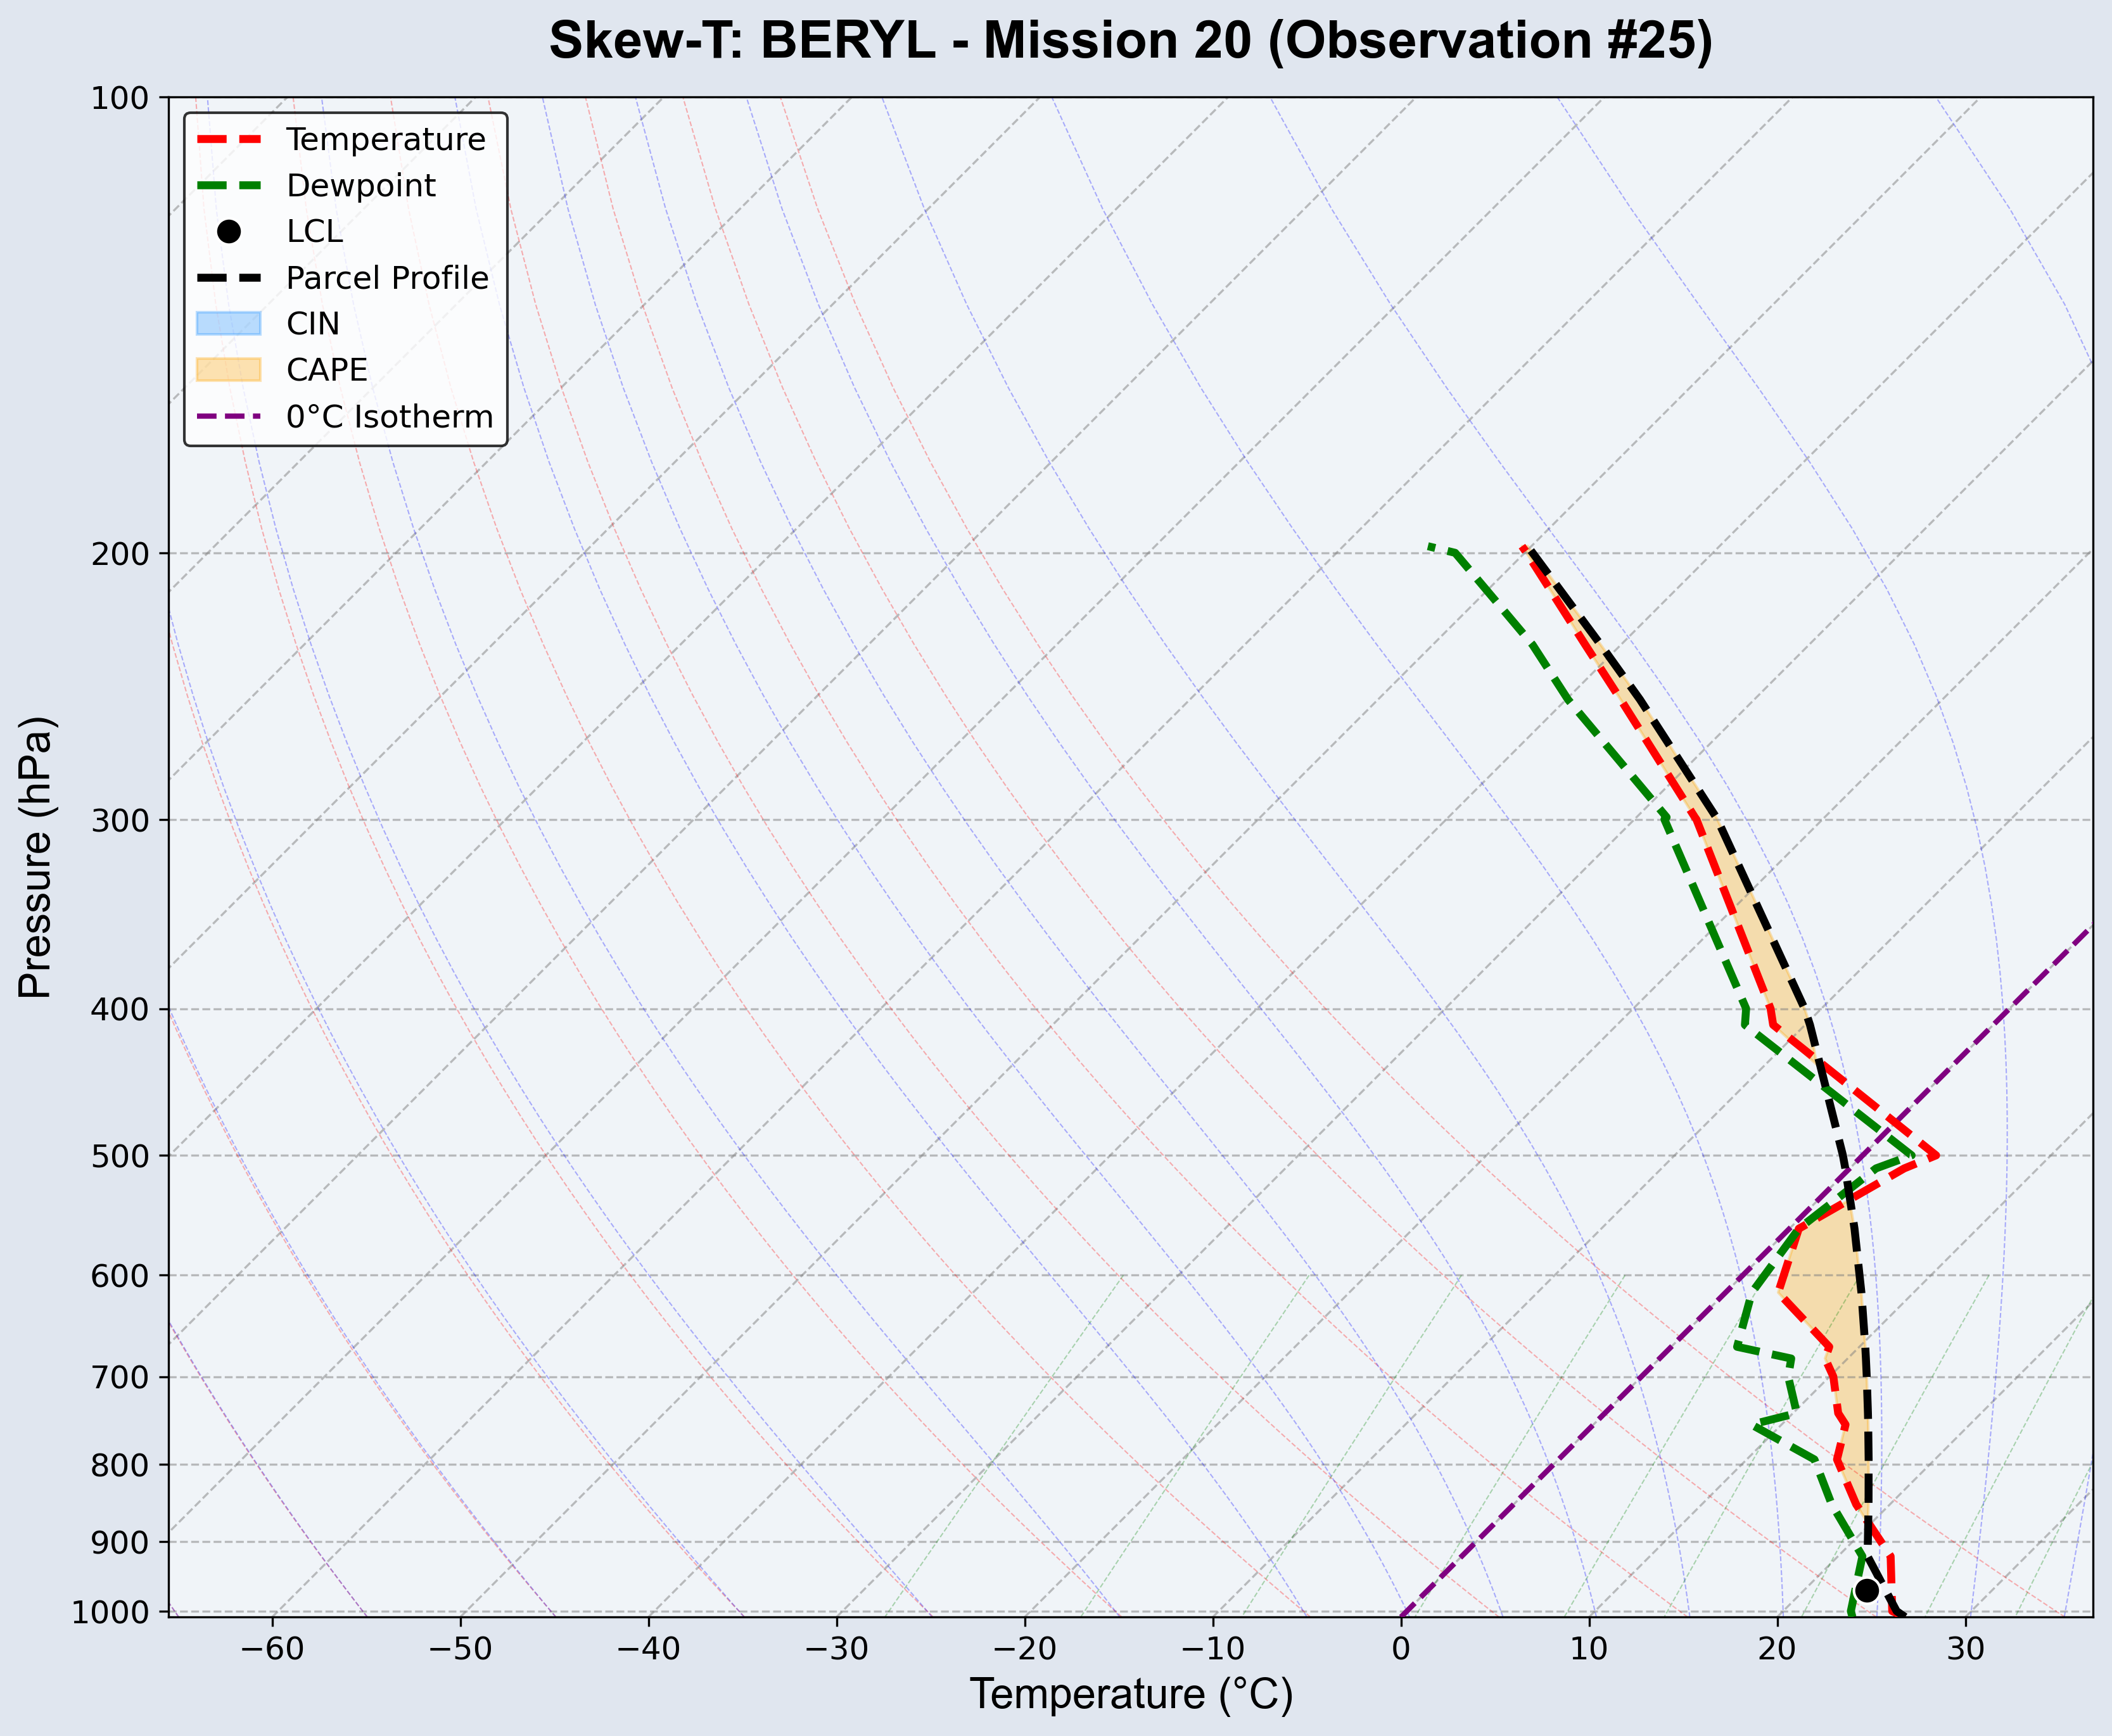 Skew-T: BERYL - Mission 20 (Observation #25)
100
200
300
400
500
600
700
800
900
1000
Pressure (hPa)
Temperature
Dewpoint
LCL
Parcel Profile
CIN
CAPE
0°C Isotherm
−60 −50 −40 −30 −20 −10 0 10 20 30
Temperature (°C)